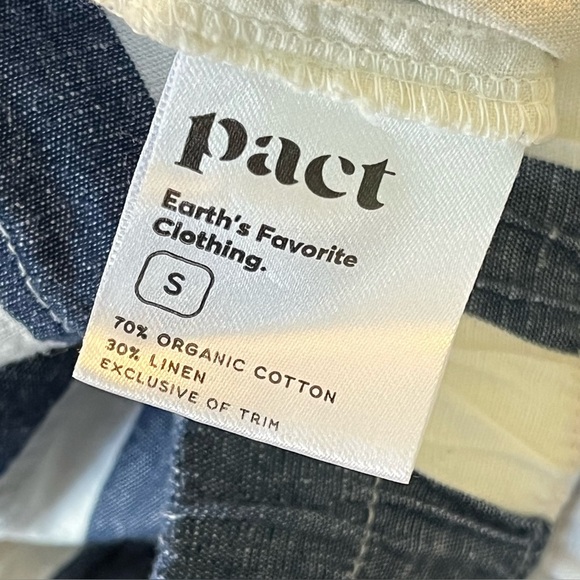 pact
Earth's Favorite
Clothing.
S
70% ORGANIC COTTON
30% LINEN
EXCLUSIVE OF TRIM